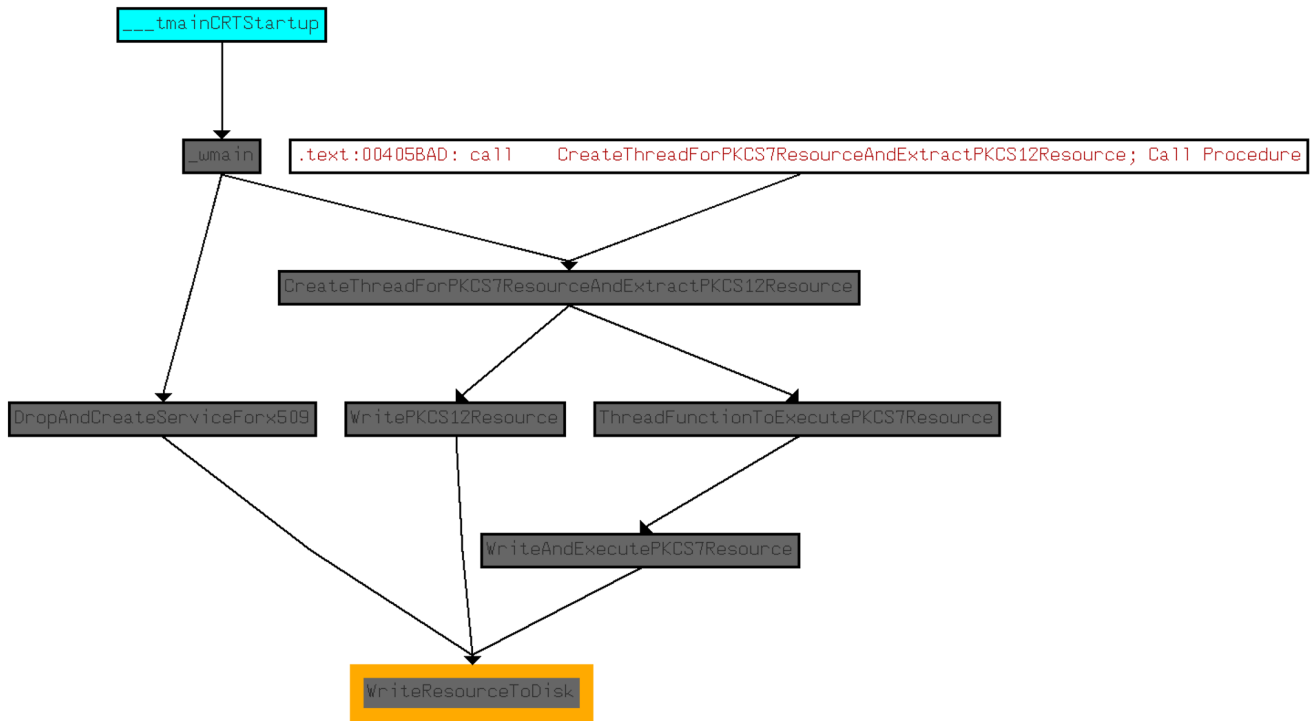 ___tmainCRTStartup
_wmain
.text:00405BAD: call    CreateThreadForPKCS7ResourceAndExtractPKCS12Resource; Call Procedure
CreateThreadForPKCS7ResourceAndExtractPKCS12Resource
DropAndCreateServiceForx509
WritePKCS12Resource
ThreadFunctionToExecutePKCS7Resource
WriteAndExecutePKCS7Resource
WriteResourceToDisk